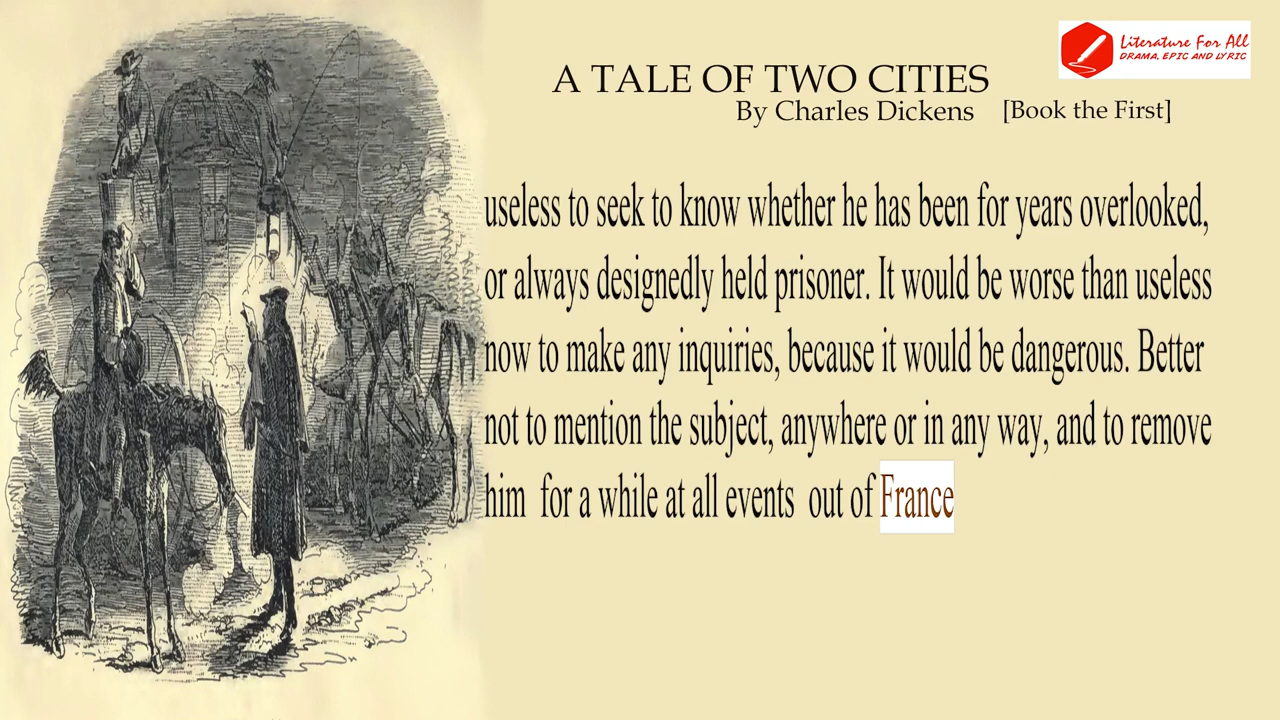 Literature For All
DRAMA, EPIC AND LYRIC
A TALE OF TWO CITIES
By Charles Dickens [Book the First]
useless to seek to know whether he has been for years overlooked,
or always designedly held prisoner. It would be worse than useless
now to make any inquiries, because it would be dangerous. Better
not to mention the subject, anywhere or in any way, and to remove
him for a while at all events out of France